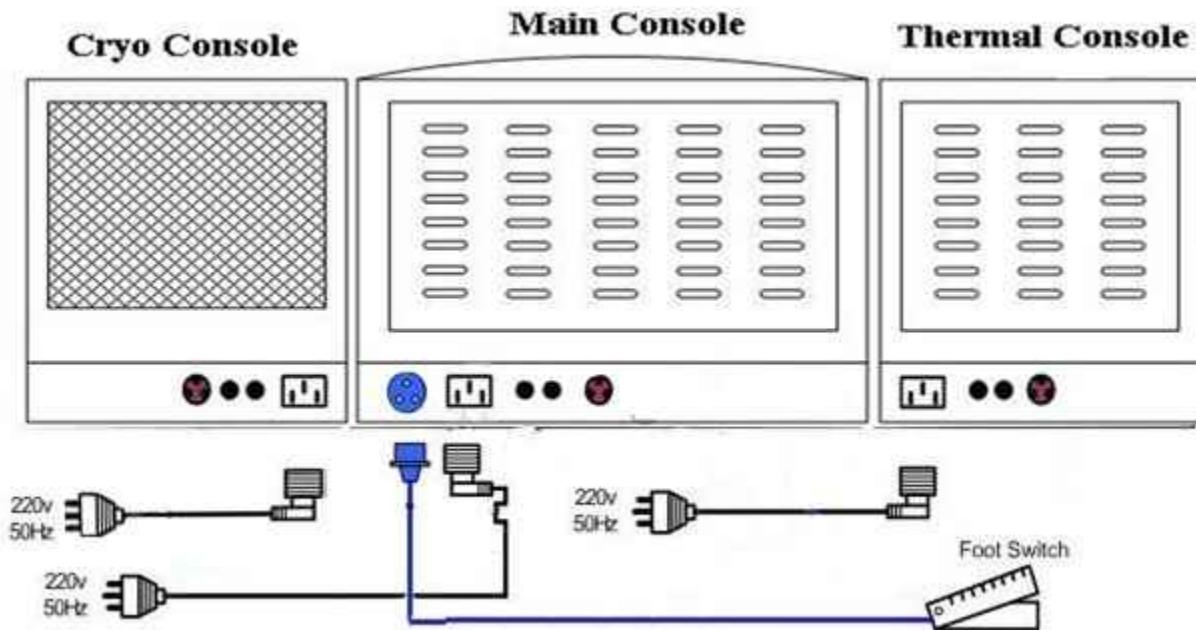 Cryo Console
Main Console
Thermal Console
220v
50Hz
220v
50Hz
220v
50Hz
Foot Switch